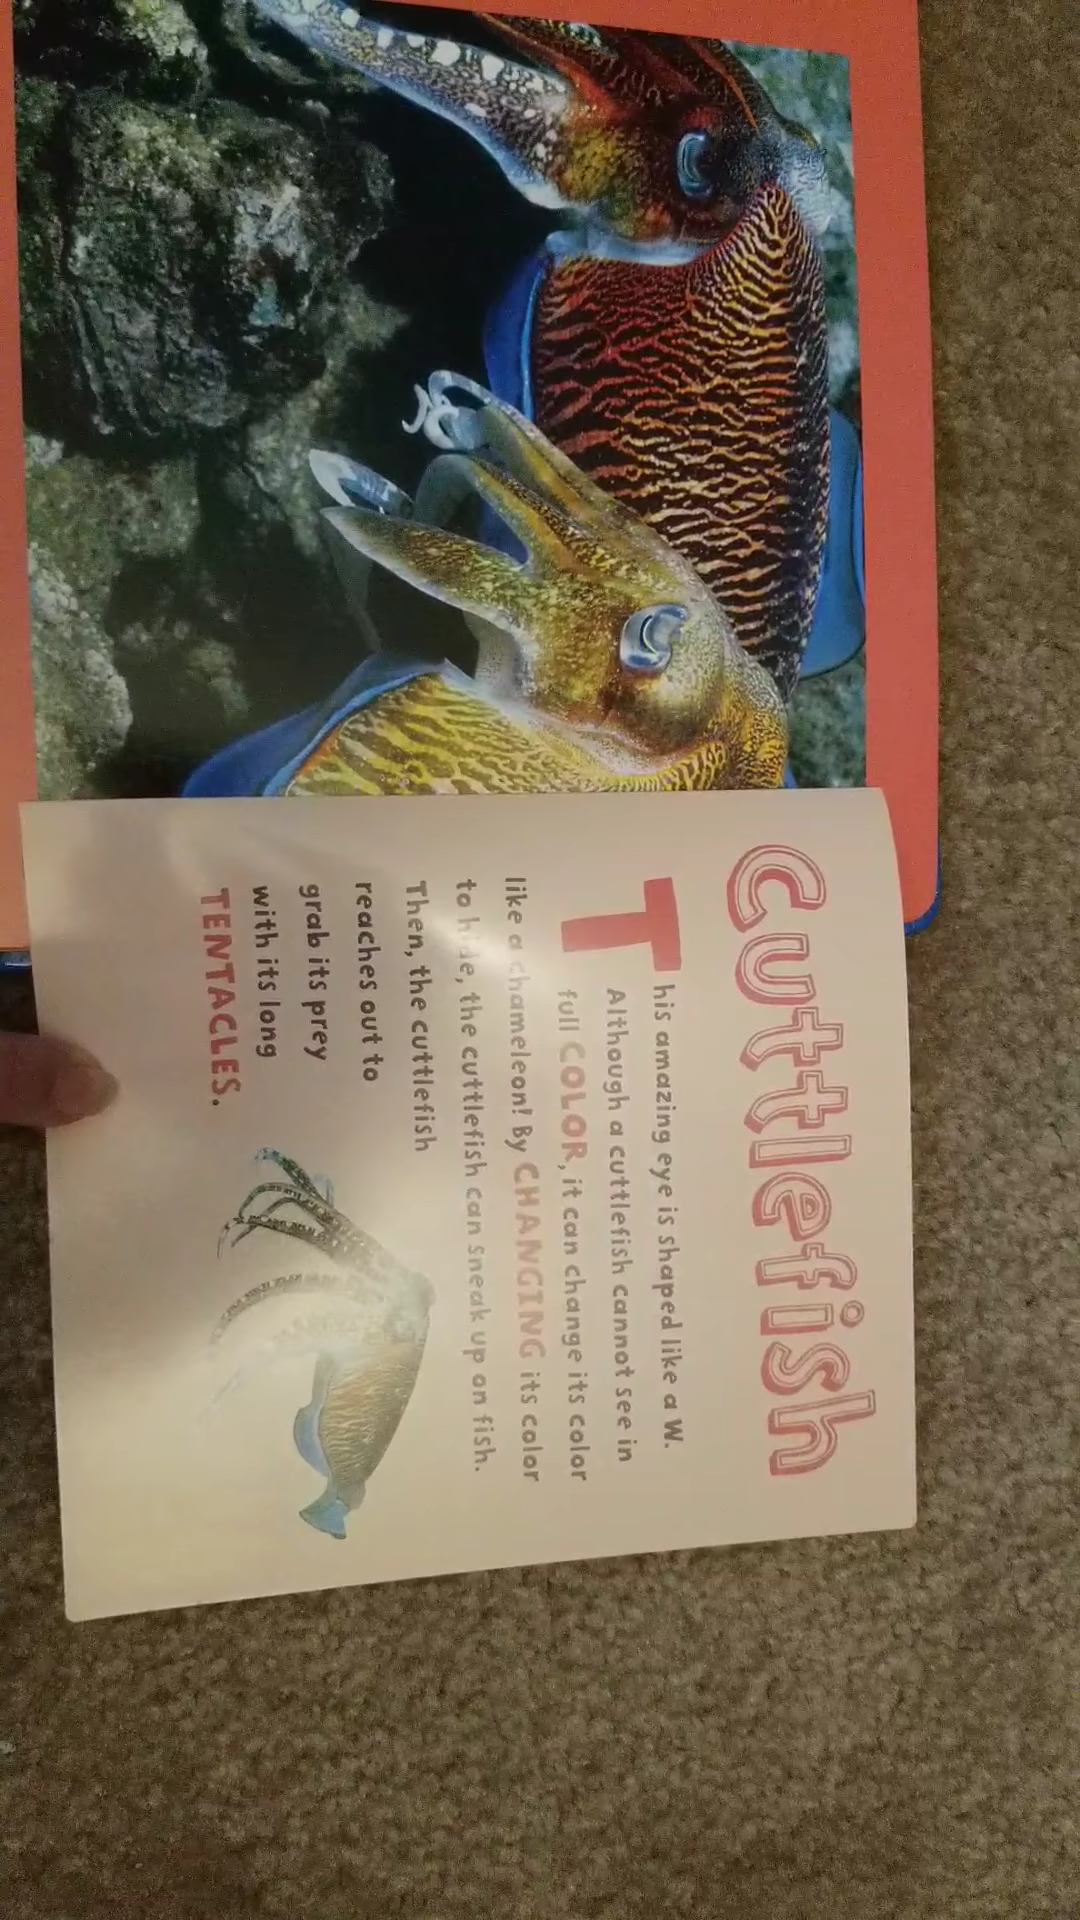 Cuttlefish
This amazing eye is shaped like a W.
Although a cuttlefish cannot see in
full COLOR, it can change its color
like a chameleon! By CHANGING its color
to hide, the cuttlefish can sneak up on fish.
Then, the cuttlefish
reaches out to
grab its prey
with its long
TENTACLES.